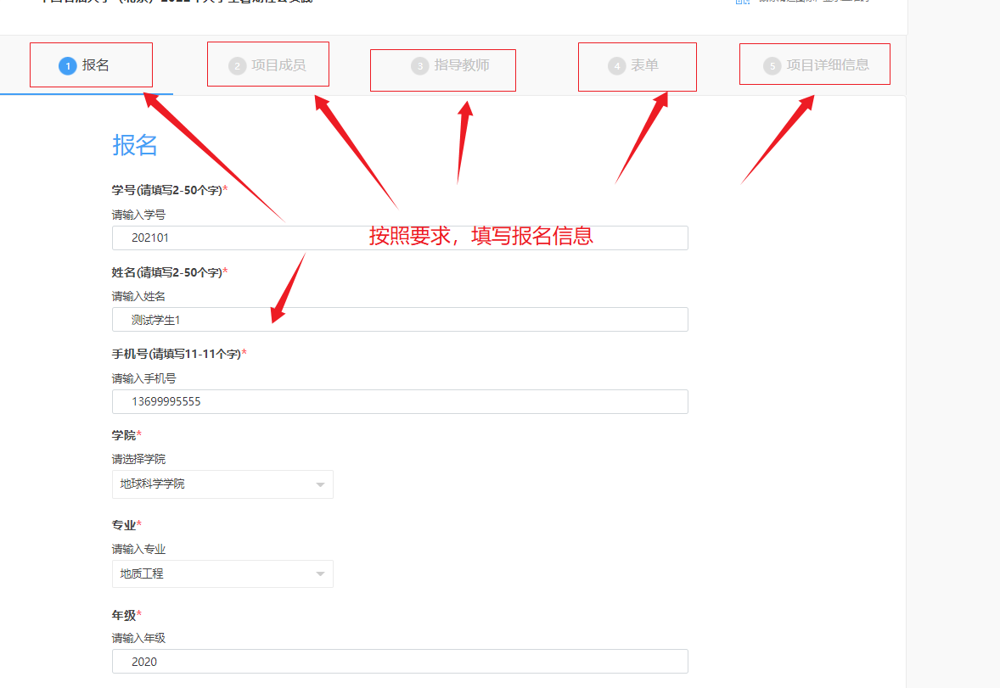 1 报名
2 项目成员
3 指导教师
4 表单
5 项目详细信息
报名
学号(请填写2-50个字)*
请输入学号
202101
按照要求，填写报名信息
姓名(请填写2-50个字)*
请输入姓名
测试学生1
手机号(请填写11-11个字)*
请输入手机号
13699995555
学院*
请选择学院
地球科学学院
专业*
请输入专业
地质工程
年级*
请输入年级
2020